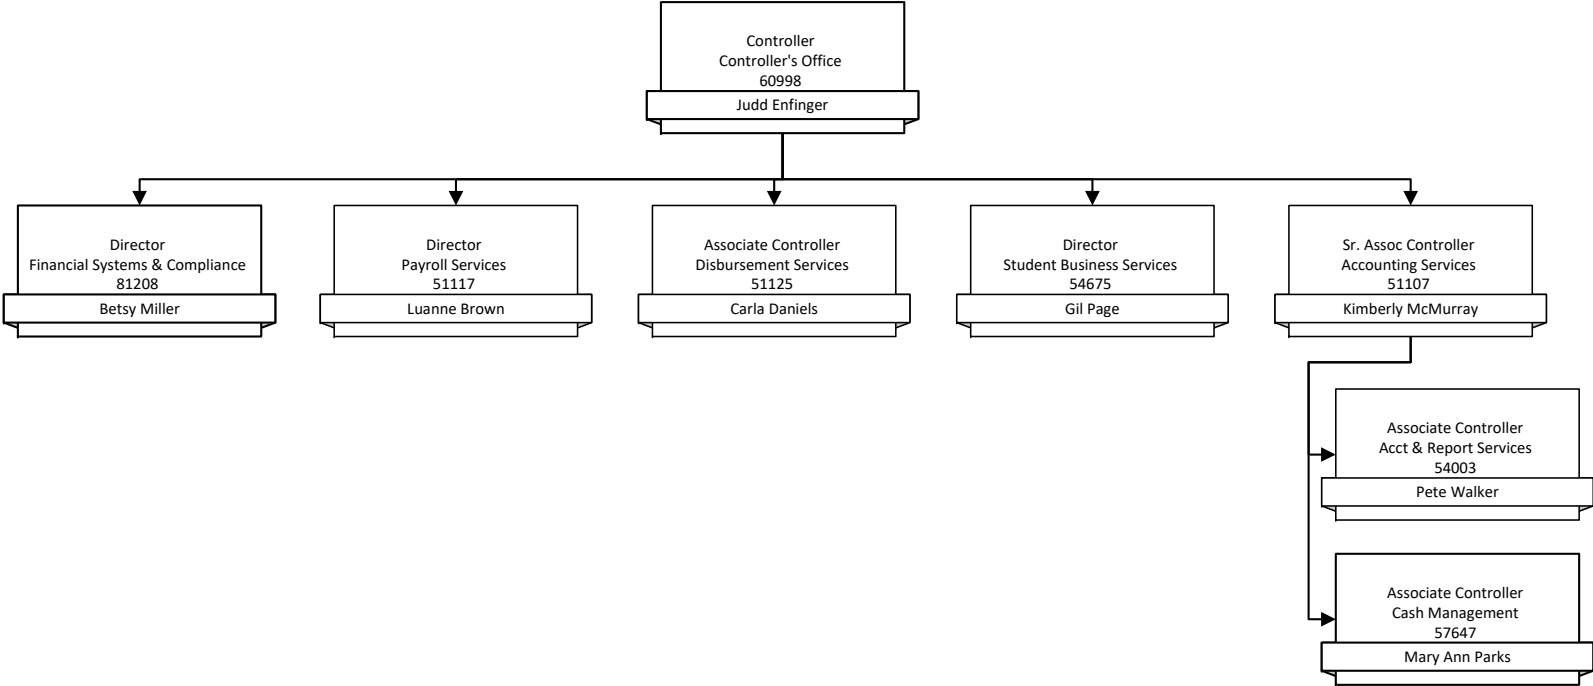 Controller
Controller's Office
60998
Judd Enfinger
Director
Financial Systems & Compliance
81208
Betsy Miller
Director
Payroll Services
51117
Luanne Brown
Associate Controller
Disbursement Services
51125
Carla Daniels
Director
Student Business Services
54675
Gil Page
Sr. Assoc Controller
Accounting Services
51107
Kimberly McMurray
Associate Controller
Acct & Report Services
54003
Pete Walker
Associate Controller
Cash Management
57647
Mary Ann Parks